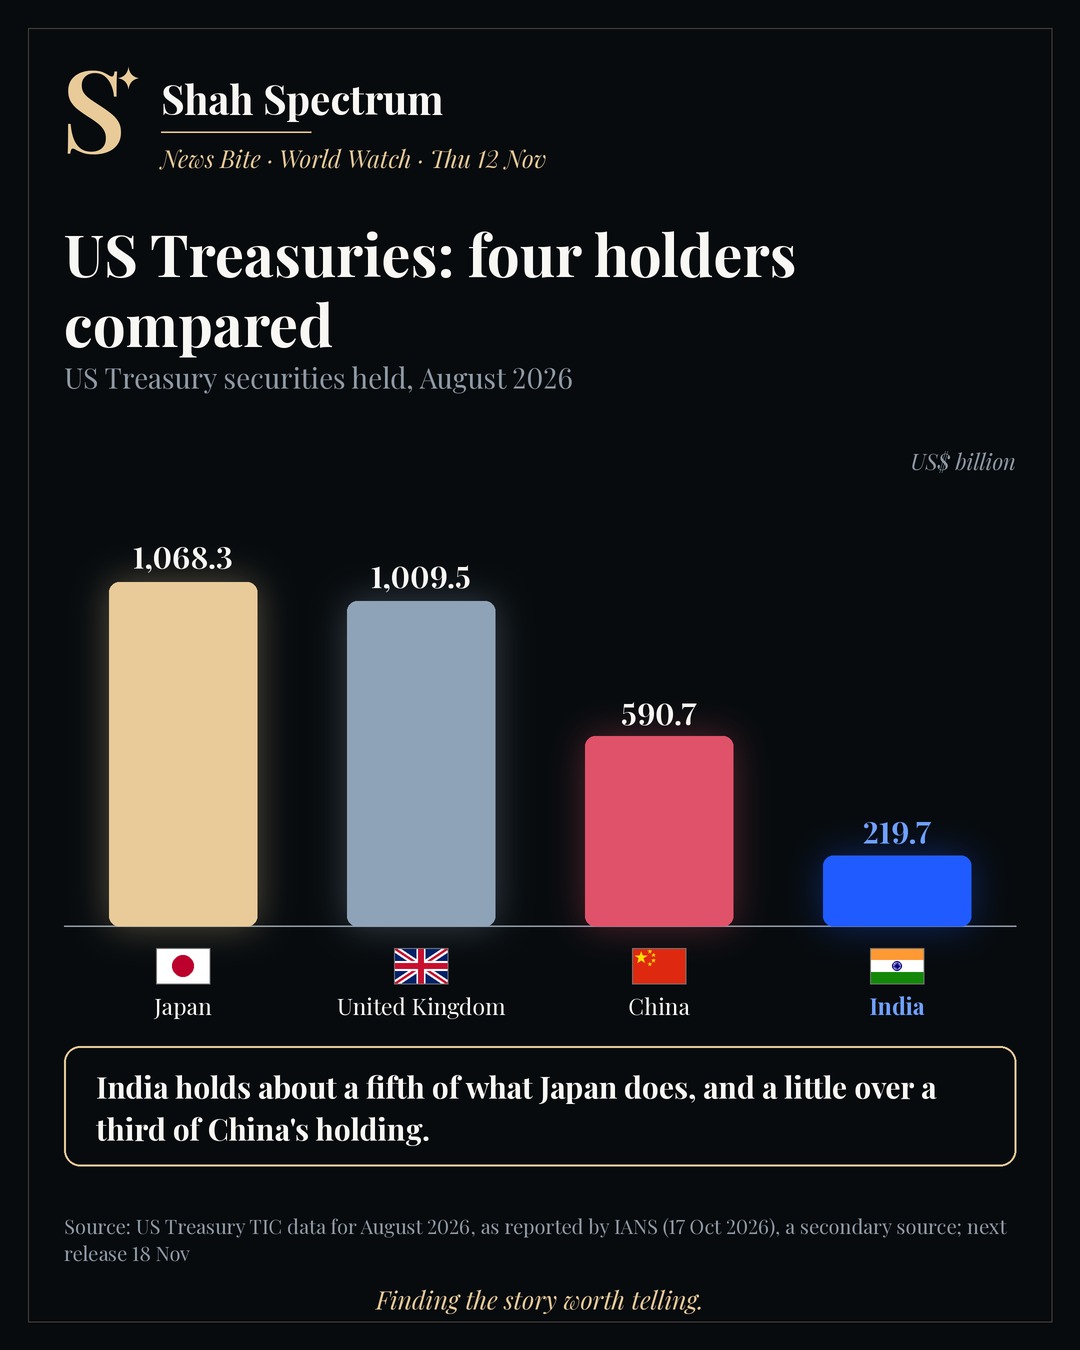 S
Shah Spectrum
News Bite · World Watch · Thu 12 Nov
US Treasuries: four holders
compared
US Treasury securities held, August 2026
US$ billion
1,068.3
1,009.5
590.7
219.7
Japan
United Kingdom
China
India
India holds about a fifth of what Japan does, and a little over a
third of China's holding.
Source: US Treasury TIC data for August 2026, as reported by IANS (17 Oct 2026), a secondary source; next
release 18 Nov
Finding the story worth telling.